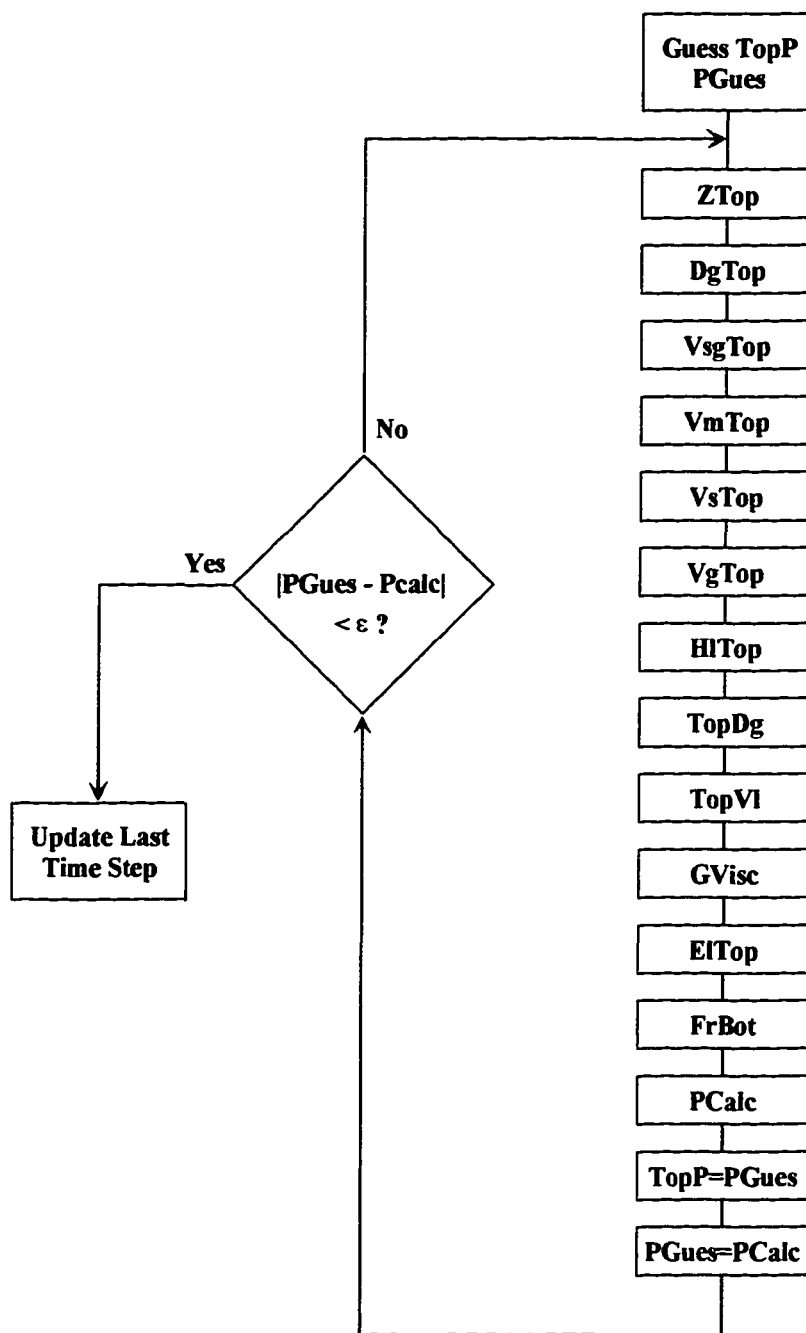 Guess TopP
PGues
ZTop
DgTop
VsgTop
VmTop
VsTop
VgTop
HlTop
TopDg
TopVl
GVisc
ElTop
FrBot
PCalc
TopP=PGues
PGues=PCalc
No
Yes
|PGues - Pcalc|
< ε ?
Update Last
Time Step